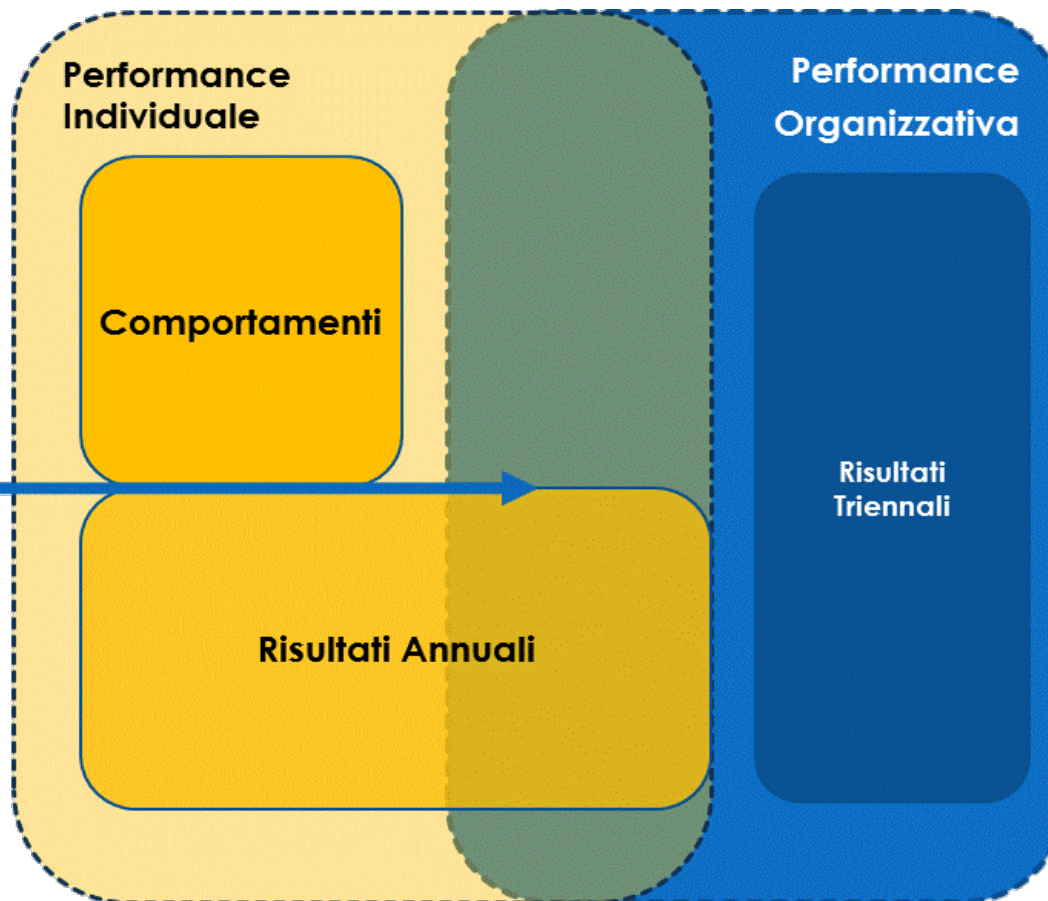 Performance
Individuale
Performance
Organizzativa
Comportamenti
Risultati
Triennali
Risultati Annuali